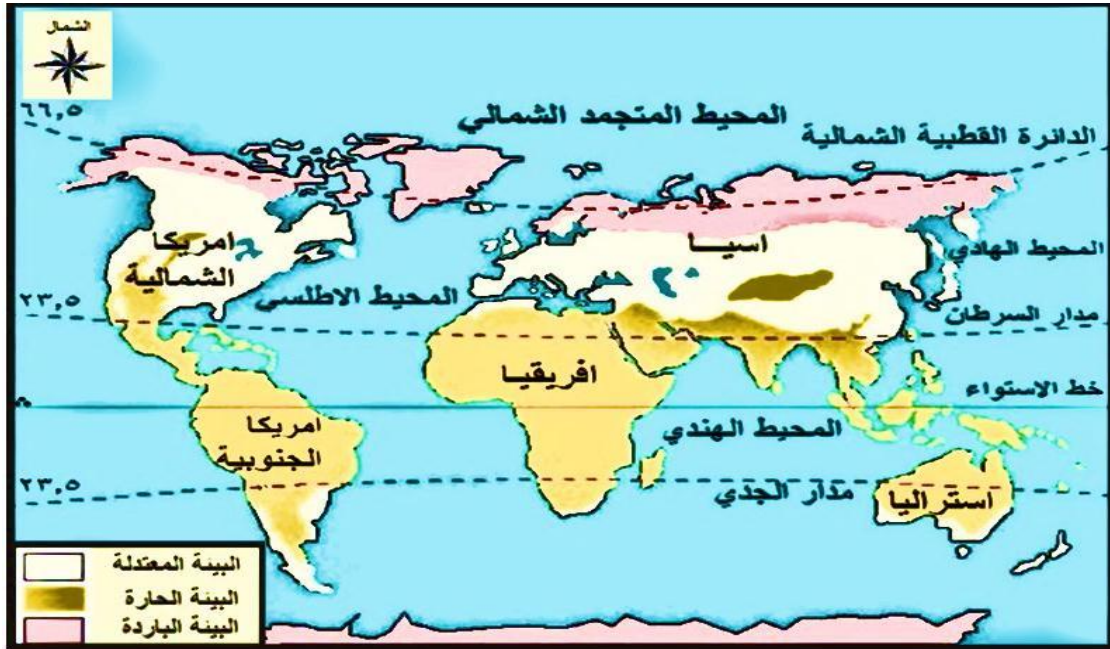 الشمال
٦٦,٥
المحيط المتجمد الشمالي
الدائرة القطبية الشمالية
امريكا
الشمالية
اسيا
المحيط الهادي
٢٣,٥
المحيط الاطلسي
مدار السرطان
افريقيا
خط الاستواء
امريكا
الجنوبية
المحيط الهندي
٢٣,٥
مدار الجدي
استراليا
البيئة المعتدلة
البيئة الحارة
البيئة الباردة